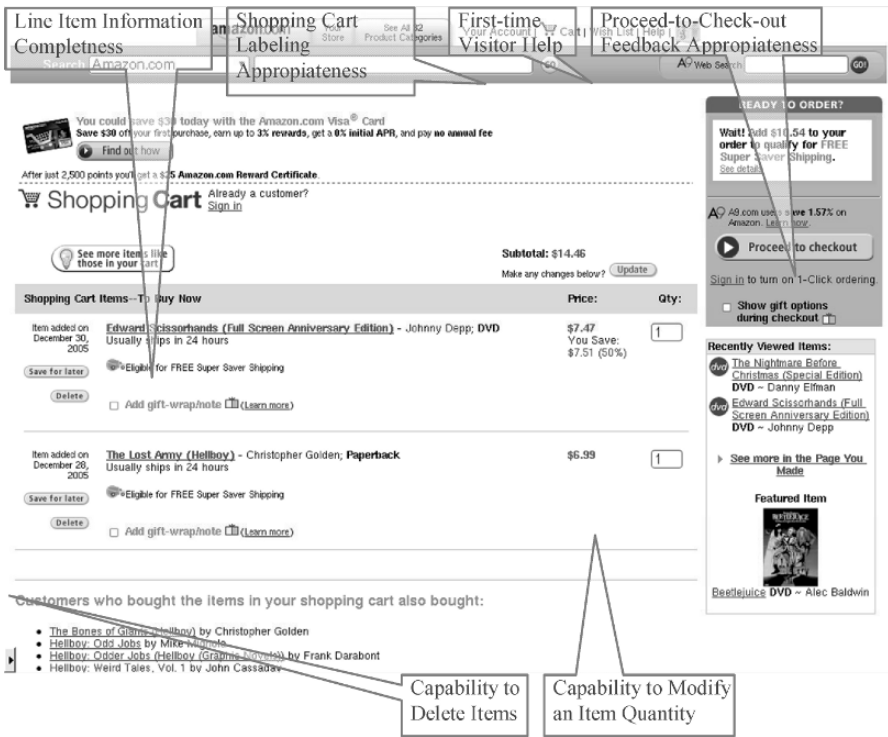 Line Item Information
Completness
Shopping Cart
Labeling
Appropiateness
First-time
Visitor Help
Proceed-to-Check-out
Feedback Appropiateness
amazon.com
Your
Store
See All 32
Product Categories
Your Account | Cart | Wish List | Help |
Search Amazon.com
GO
A9 Web Search
GO!
You could save $30 today with the Amazon.com Visa® Card
Save $30 off your first purchase, earn up to 3% rewards, get a 0% initial APR, and pay no annual fee
Find out how
After just 2,500 points you'll get a $25 Amazon.com Reward Certificate.
Shopping Cart
Already a customer?
Sign in
See more items like
those in your cart
Subtotal: $14.46
Make any changes below? Update
Shopping Cart Items--To Buy Now Price: Qty:
Item added on
December 30,
2005
Save for later
Delete
Edward Scissorhands (Full Screen Anniversary Edition) - Johnny Depp; DVD
Usually ships in 24 hours
Eligible for FREE Super Saver Shipping
Add gift-wrap/note (Learn more)
$7.47
You Save:
$7.51 (50%)
1
Item added on
December 28,
2005
Save for later
Delete
The Lost Army (Hellboy) - Christopher Golden; Paperback
Usually ships in 24 hours
Eligible for FREE Super Saver Shipping
Add gift-wrap/note (Learn more)
$6.99
1
Customers who bought the items in your shopping cart also bought:
The Bones of Giants (Hellboy) by Christopher Golden
Hellboy: Odd Jobs by Mike Mignola
Hellboy: Odder Jobs (Hellboy (Graphic Novels)) by Frank Darabont
Hellboy: Weird Tales, Vol. 1 by John Cassaday
READY TO ORDER?
Wait! Add $10.54 to your
order to qualify for FREE
Super Saver Shipping.
See details
A9 A9.com users save 1.57% on
Amazon. Learn how.
Proceed to checkout
Sign in to turn on 1-Click ordering.
Show gift options
during checkout
Recently Viewed Items:
dvd The Nightmare Before
Christmas (Special Edition)
DVD ~ Danny Elfman
dvd Edward Scissorhands (Full
Screen Anniversary Edition)
DVD ~ Johnny Depp
See more in the Page You
Made
Featured Item
BEETLEJUICE
Beetlejuice DVD ~ Alec Baldwin
Capability to
Delete Items
Capability to Modify
an Item Quantity